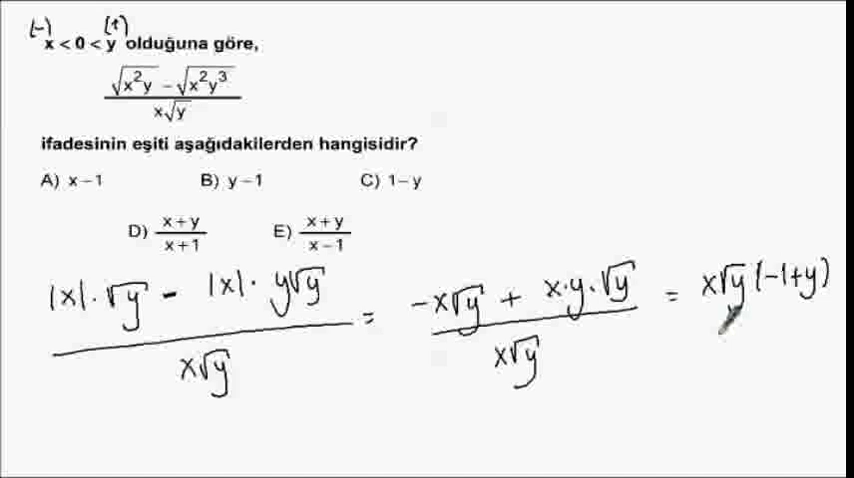 (-) (+)
x < 0 < y olduğuna göre,
√x²y − √x²y³
x√y
ifadesinin eşiti aşağıdakilerden hangisidir?
A) x − 1 B) y − 1 C) 1 − y
D) x + y / x + 1 E) x + y / x − 1
|x| · √y − |x| · y√y / x√y = −x√y + x·y·√y / x√y = x√y (−1+y)